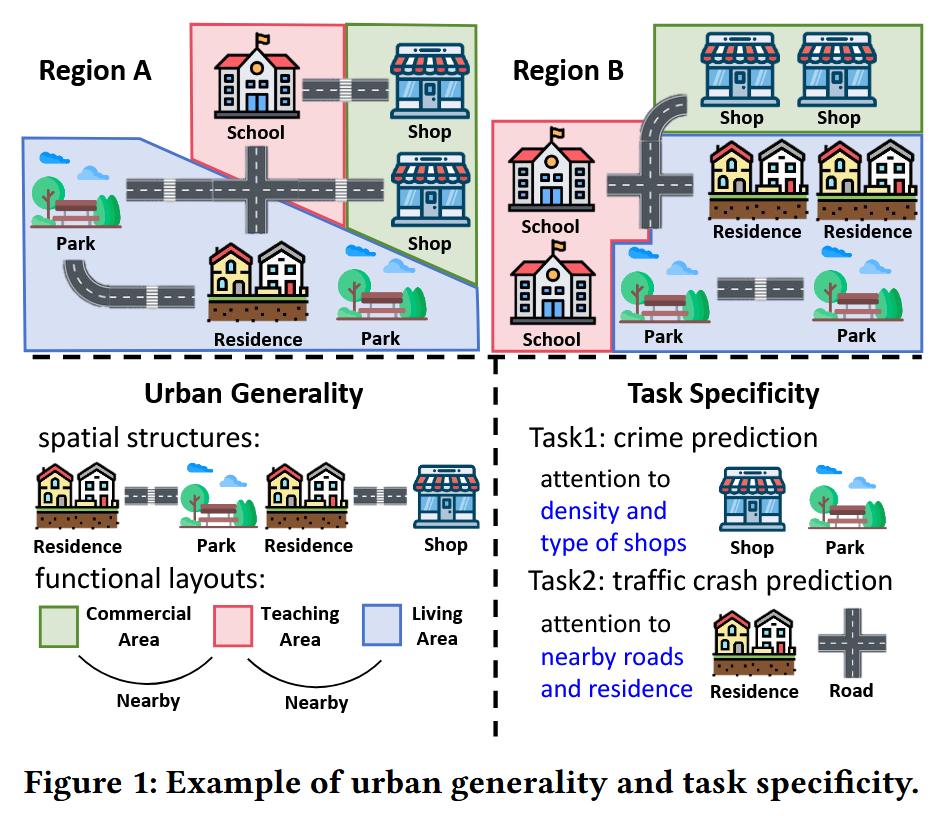 Region A
School
Shop
Shop
Park
Residence
Park
Region B
Shop
Shop
School
Residence
Residence
School
Park
Park
Urban Generality
spatial structures:
Residence
Park
Residence
Shop
functional layouts:
Commercial
Area
Teaching
Area
Living
Area
Nearby
Nearby
Task Specificity
Task1: crime prediction
attention to
density and
type of shops
Shop
Park
Task2: traffic crash prediction
attention to
nearby roads
and residence
Residence
Road
Figure 1: Example of urban generality and task specificity.